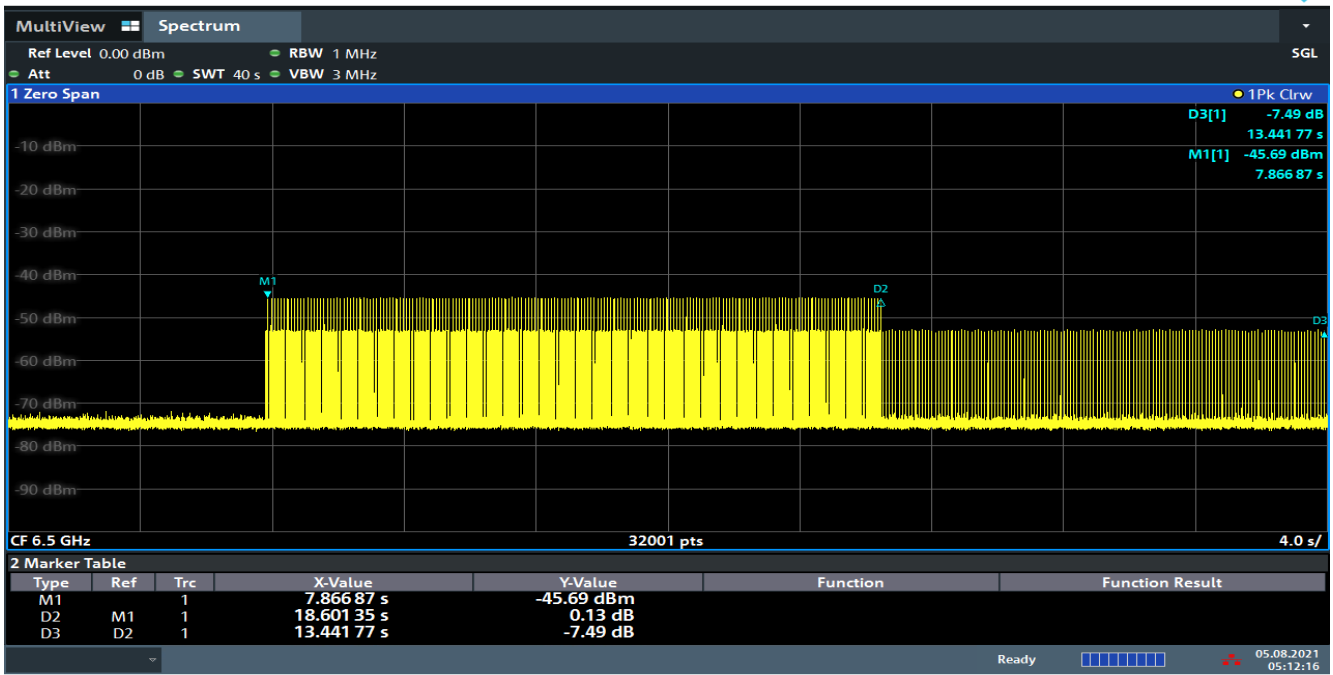 MultiView Spectrum
Ref Level 0.00 dBm RBW 1 MHz SGL
Att 0 dB SWT 40 s VBW 3 MHz
1 Zero Span 1Pk Clrw
D3[1] -7.49 dB
13.441 77 s
M1[1] -45.69 dBm
7.866 87 s
-10 dBm
-20 dBm
-30 dBm
-40 dBm
M1
D2
-50 dBm
D3
-60 dBm
-70 dBm
-80 dBm
-90 dBm
CF 6.5 GHz 32001 pts 4.0 s/
2 Marker Table
Type Ref Trc X-Value Y-Value Function Function Result
M1 1 7.866 87 s -45.69 dBm
D2 M1 1 18.601 35 s 0.13 dB
D3 D2 1 13.441 77 s -7.49 dB
Ready 05.08.2021
05:12:16